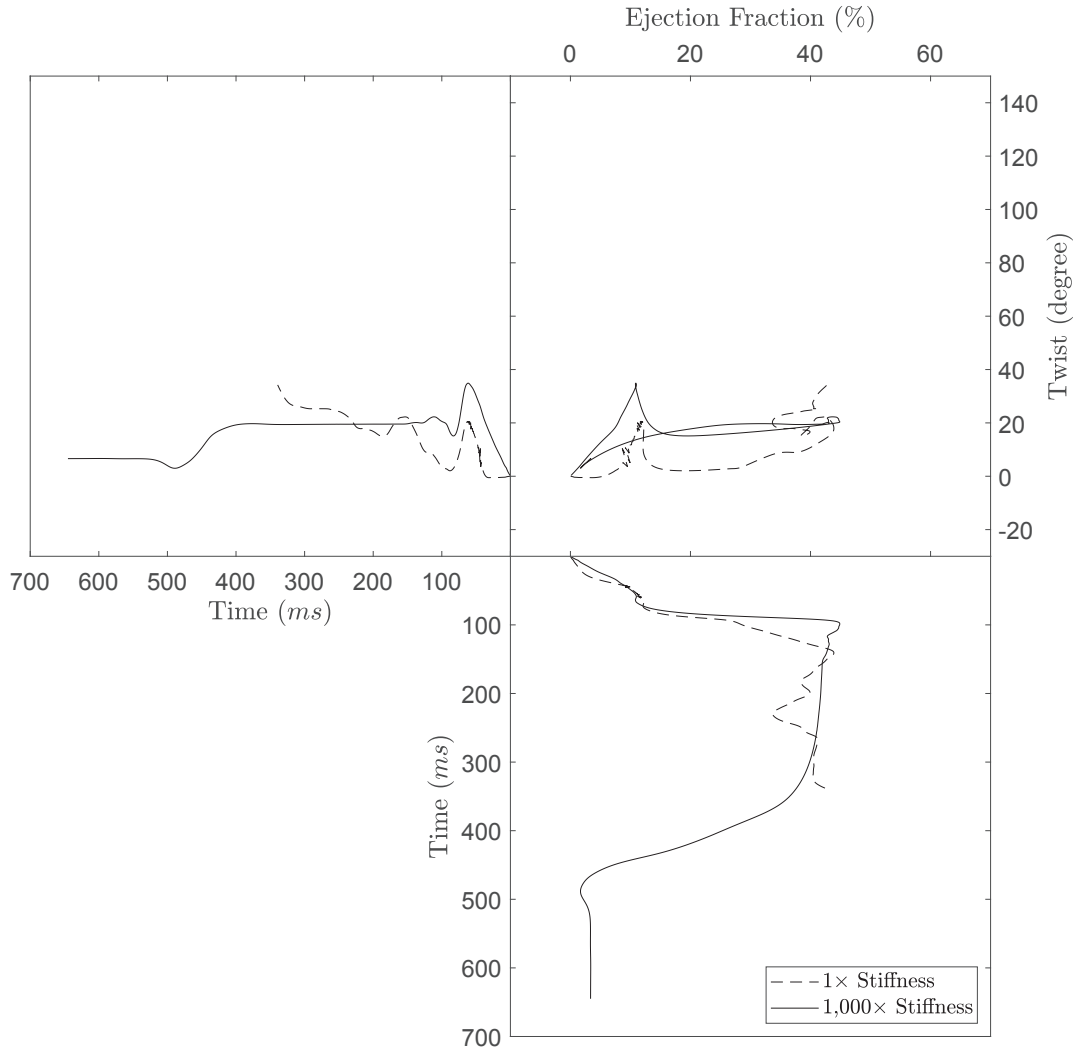 Ejection Fraction (%)
0 20 40 60
140
120
100
80
60
40
20
0
-20
Twist (degree)
700 600 500 400 300 200 100
Time (ms)
100
200
300
400
500
600
700
Time (ms)
1× Stiffness
1,000× Stiffness